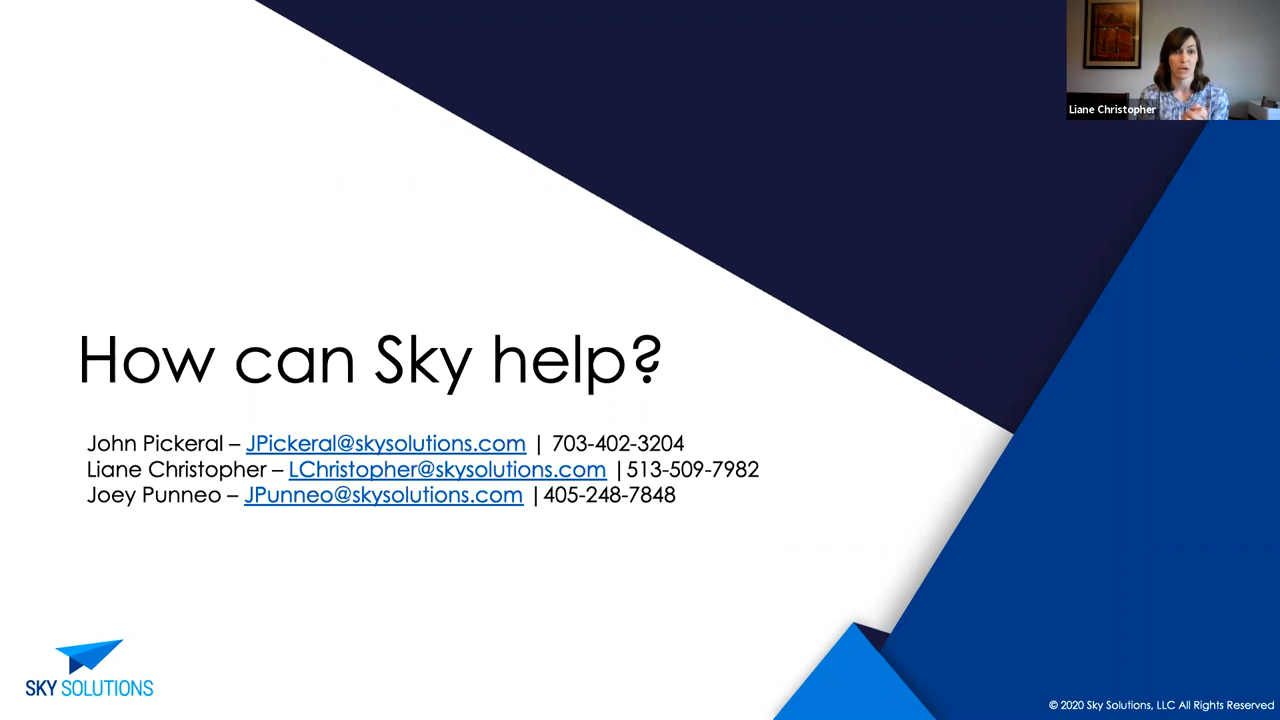 Liane Christopher
How can Sky help?
John Pickeral – JPickeral@skysolutions.com | 703-402-3204
Liane Christopher – LChristopher@skysolutions.com |513-509-7982
Joey Punneo – JPunneo@skysolutions.com |405-248-7848
SKY SOLUTIONS
© 2020 Sky Solutions, LLC All Rights Reserved